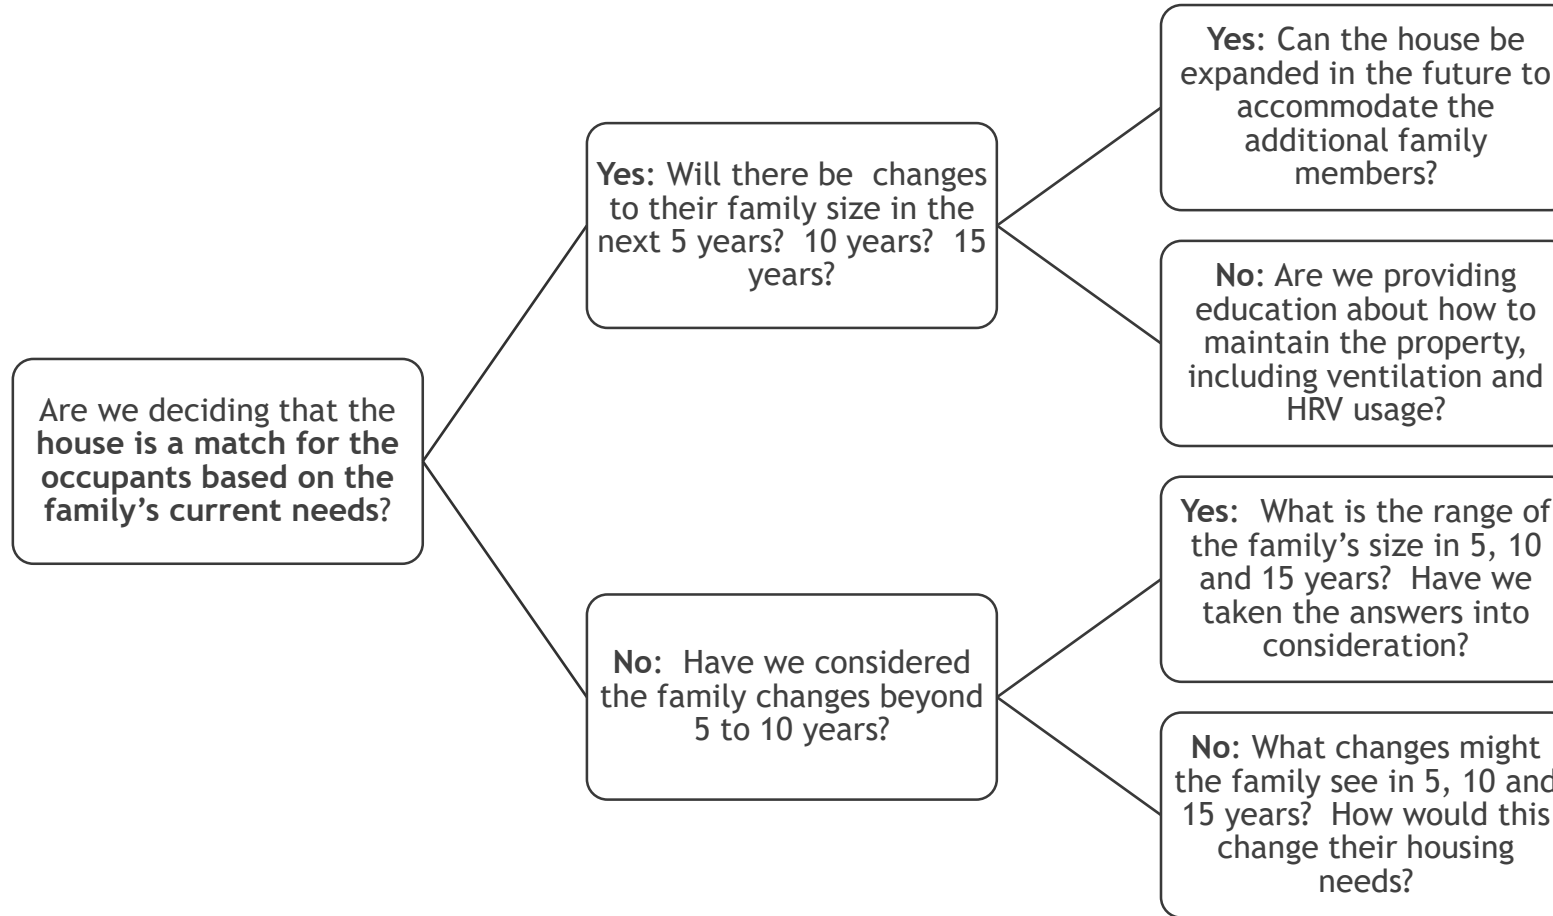 Are we deciding that the
house is a match for the
occupants based on the
family’s current needs?
Yes: Will there be  changes
to their family size in the
next 5 years?  10 years?  15
years?
Yes: Can the house be
expanded in the future to
accommodate the
additional family
members?
No: Are we providing
education about how to
maintain the property,
including ventilation and
HRV usage?
No:  Have we considered
the family changes beyond
5 to 10 years?
Yes:  What is the range of
the family’s size in 5, 10
and 15 years?  Have we
taken the answers into
consideration?
No: What changes might
the family see in 5, 10 and
15 years?  How would this
change their housing
needs?